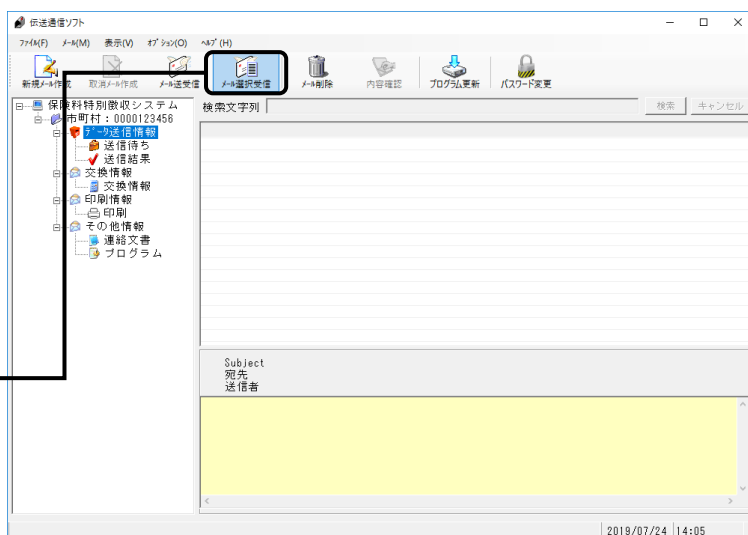 伝送通信ソフト
ﾌｧｲﾙ(F) ﾒｰﾙ(M) 表示(V) ｵﾌﾟｼｮﾝ(O) ﾍﾙﾌﾟ(H)
新規ﾒｰﾙ作成 取消ﾒｰﾙ作成 ﾒｰﾙ送受信 ﾒｰﾙ選択受信 ﾒｰﾙ削除 内容確認 ﾌﾟﾛｸﾞﾗﾑ更新 ﾊﾟｽﾜｰﾄﾞ変更
検索文字列 検索 キャンセル
保険料特別徴収システム
市町村：0000123456
ﾃﾞｰﾀ送信情報
送信待ち
送信結果
交換情報
交換情報
印刷情報
印刷
その他情報
連絡文書
プログラム
Subject
宛先
送信者
2019/07/24 14:05